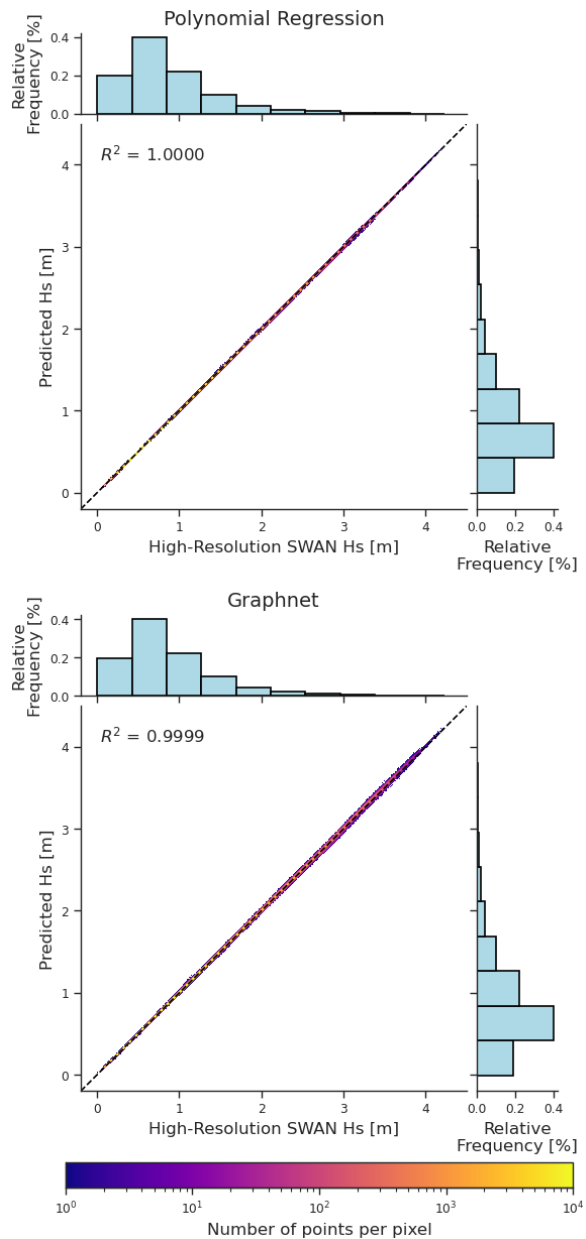 Polynomial Regression
Relative
Frequency [%]
0.4
0.2
0.0
R² = 1.0000
Predicted Hs [m]
4
3
2
1
0
0 1 2 3 4
High-Resolution SWAN Hs [m]
0.0 0.2 0.4
Relative
Frequency [%]
Graphnet
Relative
Frequency [%]
0.4
0.2
0.0
R² = 0.9999
Predicted Hs [m]
4
3
2
1
0
0 1 2 3 4
High-Resolution SWAN Hs [m]
0.0 0.2 0.4
Relative
Frequency [%]
10⁰ 10¹ 10² 10³ 10⁴
Number of points per pixel